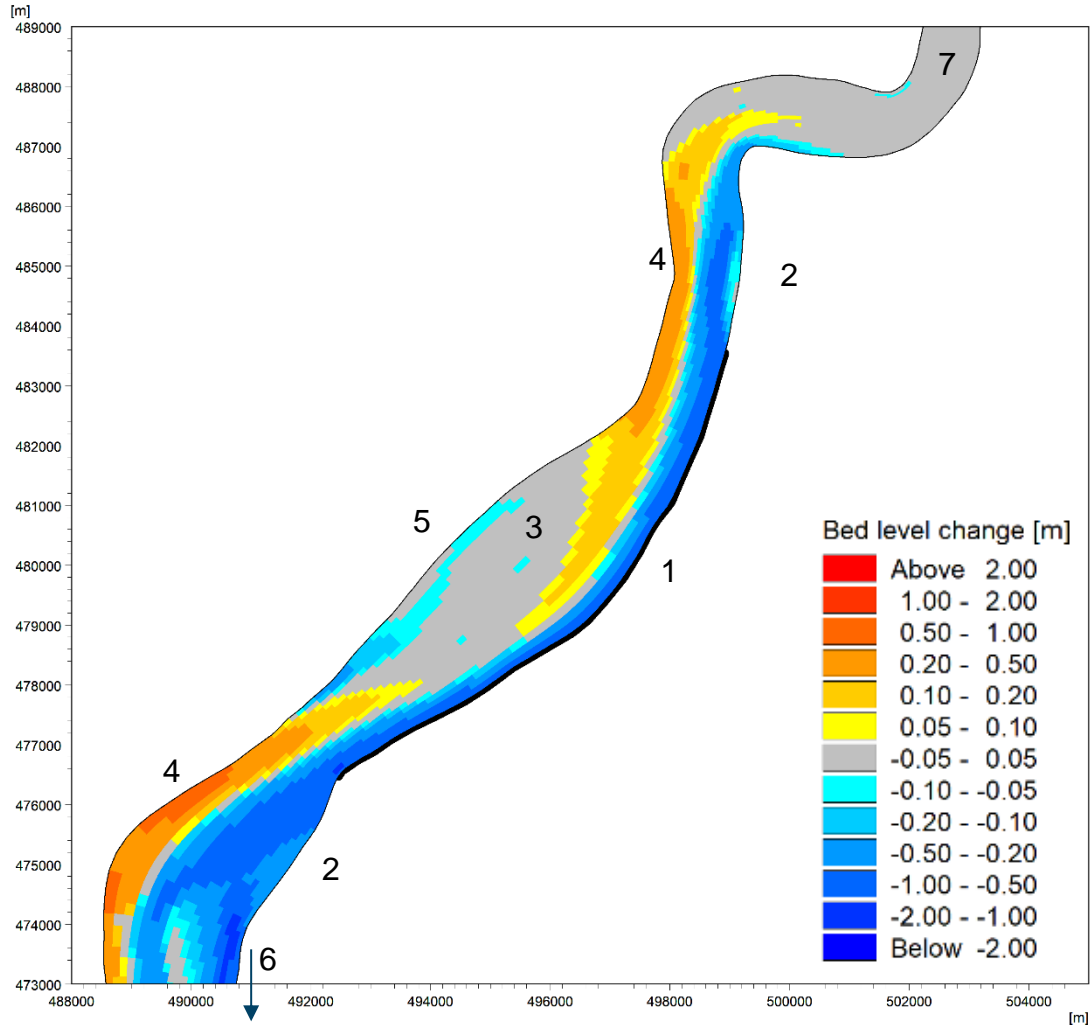 [m]
489000
488000
487000
486000
485000
484000
483000
482000
481000
480000
479000
478000
477000
476000
475000
474000
473000
7
4
2
5
3
1
4
2
6
Bed level change [m]
Above 2.00
1.00 - 2.00
0.50 - 1.00
0.20 - 0.50
0.10 - 0.20
0.05 - 0.10
-0.05 - 0.05
-0.10 - -0.05
-0.20 - -0.10
-0.50 - -0.20
-1.00 - -0.50
-2.00 - -1.00
Below -2.00
488000 490000 492000 494000 496000 498000 500000 502000 504000
[m]